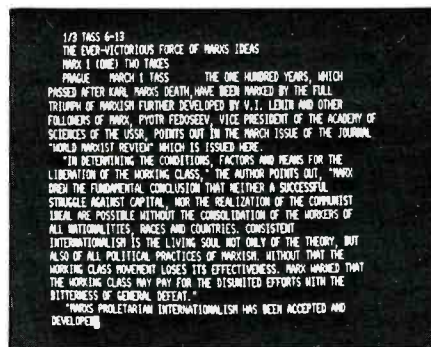 1/3 TASS 6-13
THE EVER-VICTORIOUS FORCE OF MARXS IDEAS
MARX 1 (ONE) TWO TAKES
PRAGUE MARCH 1 TASS THE ONE HUNDRED YEARS, WHICH
PASSED AFTER KARL MARXS DEATH, HAVE BEEN MARKED BY THE FULL
TRIUMPH OF MARXISM FURTHER DEVELOPED BY V.I. LENIN AND OTHER
FOLLOWERS OF MARX, PYOTR FEDOSEEV, VICE PRESIDENT OF THE ACADEMY OF
SCIENCES OF THE USSR, POINTS OUT IN THE MARCH ISSUE OF THE JOURNAL
"WORLD MARXIST REVIEW" WHICH IS ISSUED HERE.
"IN DETERMINING THE CONDITIONS, FACTORS AND MEANS FOR THE
LIBERATION OF THE WORKING CLASS," THE AUTHOR POINTS OUT, "MARX
DREW THE FUNDAMENTAL CONCLUSION THAT NEITHER A SUCCESSFUL
STRUGGLE AGAINST CAPITAL, NOR THE REALIZATION OF THE COMMUNIST
IDEAL ARE POSSIBLE WITHOUT THE CONSOLIDATION OF THE WORKERS OF
ALL NATIONALITIES, RACES AND COUNTRIES. CONSISTENT
INTERNATIONALISM IS THE LIVING SOUL NOT ONLY OF THE THEORY, BUT
ALSO OF ALL POLITICAL PRACTICES OF MARXISM. WITHOUT THAT THE
WORKING CLASS MOVEMENT LOSES ITS EFFECTIVENESS. MARX WARNED THAT
THE WORKING CLASS MAY PAY FOR THE DISUNITED EFFORTS WITH THE
BITTERNESS OF GENERAL DEFEAT."
"MARXS PROLETARIAN INTERNATIONALISM HAS BEEN ACCEPTED AND
DEVELOPED